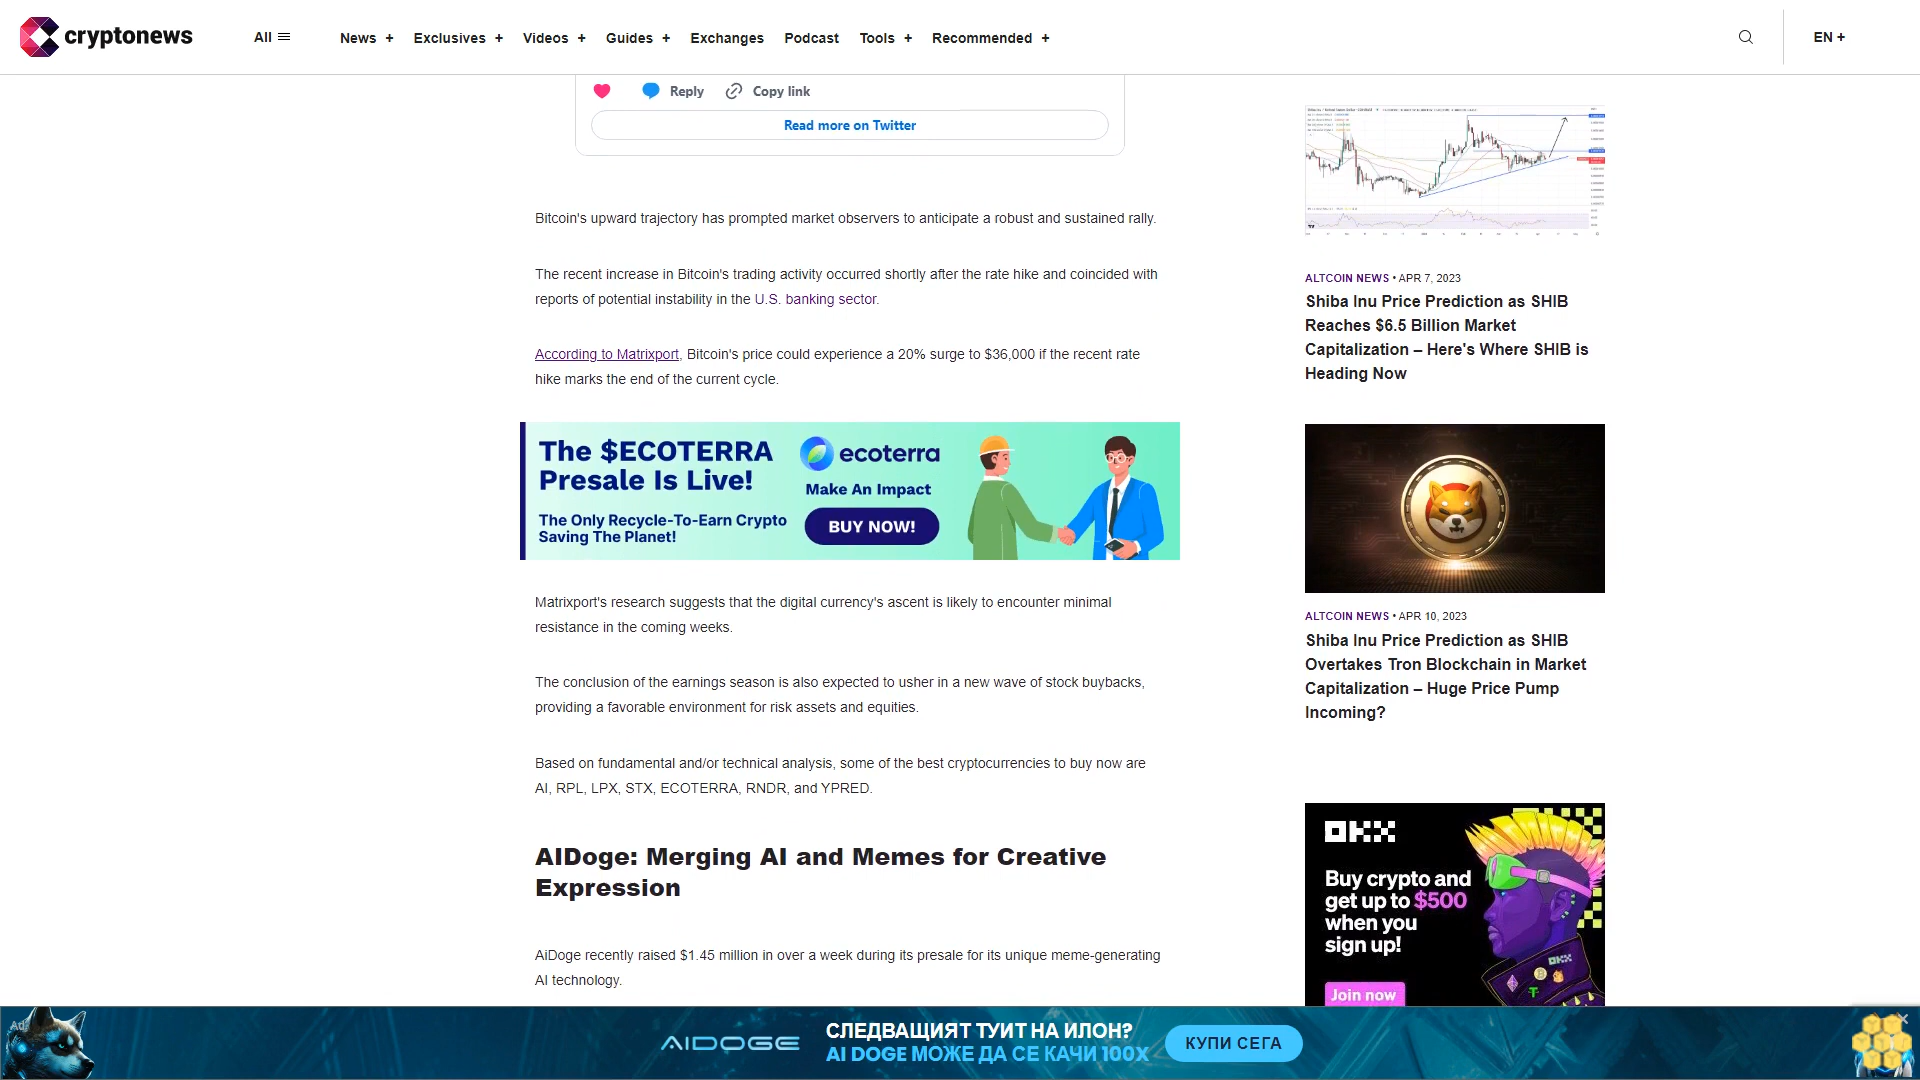 cryptonews
All
News +
Exclusives +
Videos +
Guides +
Exchanges
Podcast
Tools +
Recommended +
EN +
Reply
Copy link
Read more on Twitter
Bitcoin's upward trajectory has prompted market observers to anticipate a robust and sustained rally.
The recent increase in Bitcoin's trading activity occurred shortly after the rate hike and coincided with
reports of potential instability in the U.S. banking sector.
According to Matrixport, Bitcoin's price could experience a 20% surge to $36,000 if the recent rate
hike marks the end of the current cycle.
The $ECOTERRA
Presale Is Live!
The Only Recycle-To-Earn Crypto
Saving The Planet!
ecoterra
Make An Impact
BUY NOW!
Matrixport's research suggests that the digital currency's ascent is likely to encounter minimal
resistance in the coming weeks.
The conclusion of the earnings season is also expected to usher in a new wave of stock buybacks,
providing a favorable environment for risk assets and equities.
Based on fundamental and/or technical analysis, some of the best cryptocurrencies to buy now are
AI, RPL, LPX, STX, ECOTERRA, RNDR, and YPRED.
AIDoge: Merging AI and Memes for Creative
Expression
AiDoge recently raised $1.45 million in over a week during its presale for its unique meme-generating
AI technology.
ALTCOIN NEWS • APR 7, 2023
Shiba Inu Price Prediction as SHIB
Reaches $6.5 Billion Market
Capitalization – Here's Where SHIB is
Heading Now
ALTCOIN NEWS • APR 10, 2023
Shiba Inu Price Prediction as SHIB
Overtakes Tron Blockchain in Market
Capitalization – Huge Price Pump
Incoming?
OKX
Buy crypto and
get up to $500
when you
sign up!
Join now
OKX
Ad
AIDOGE
СЛЕДВАЩИЯТ ТУИТ НА ИЛОН?
AI DOGE МОЖЕ ДА СЕ КАЧИ 100X
КУПИ СЕГА